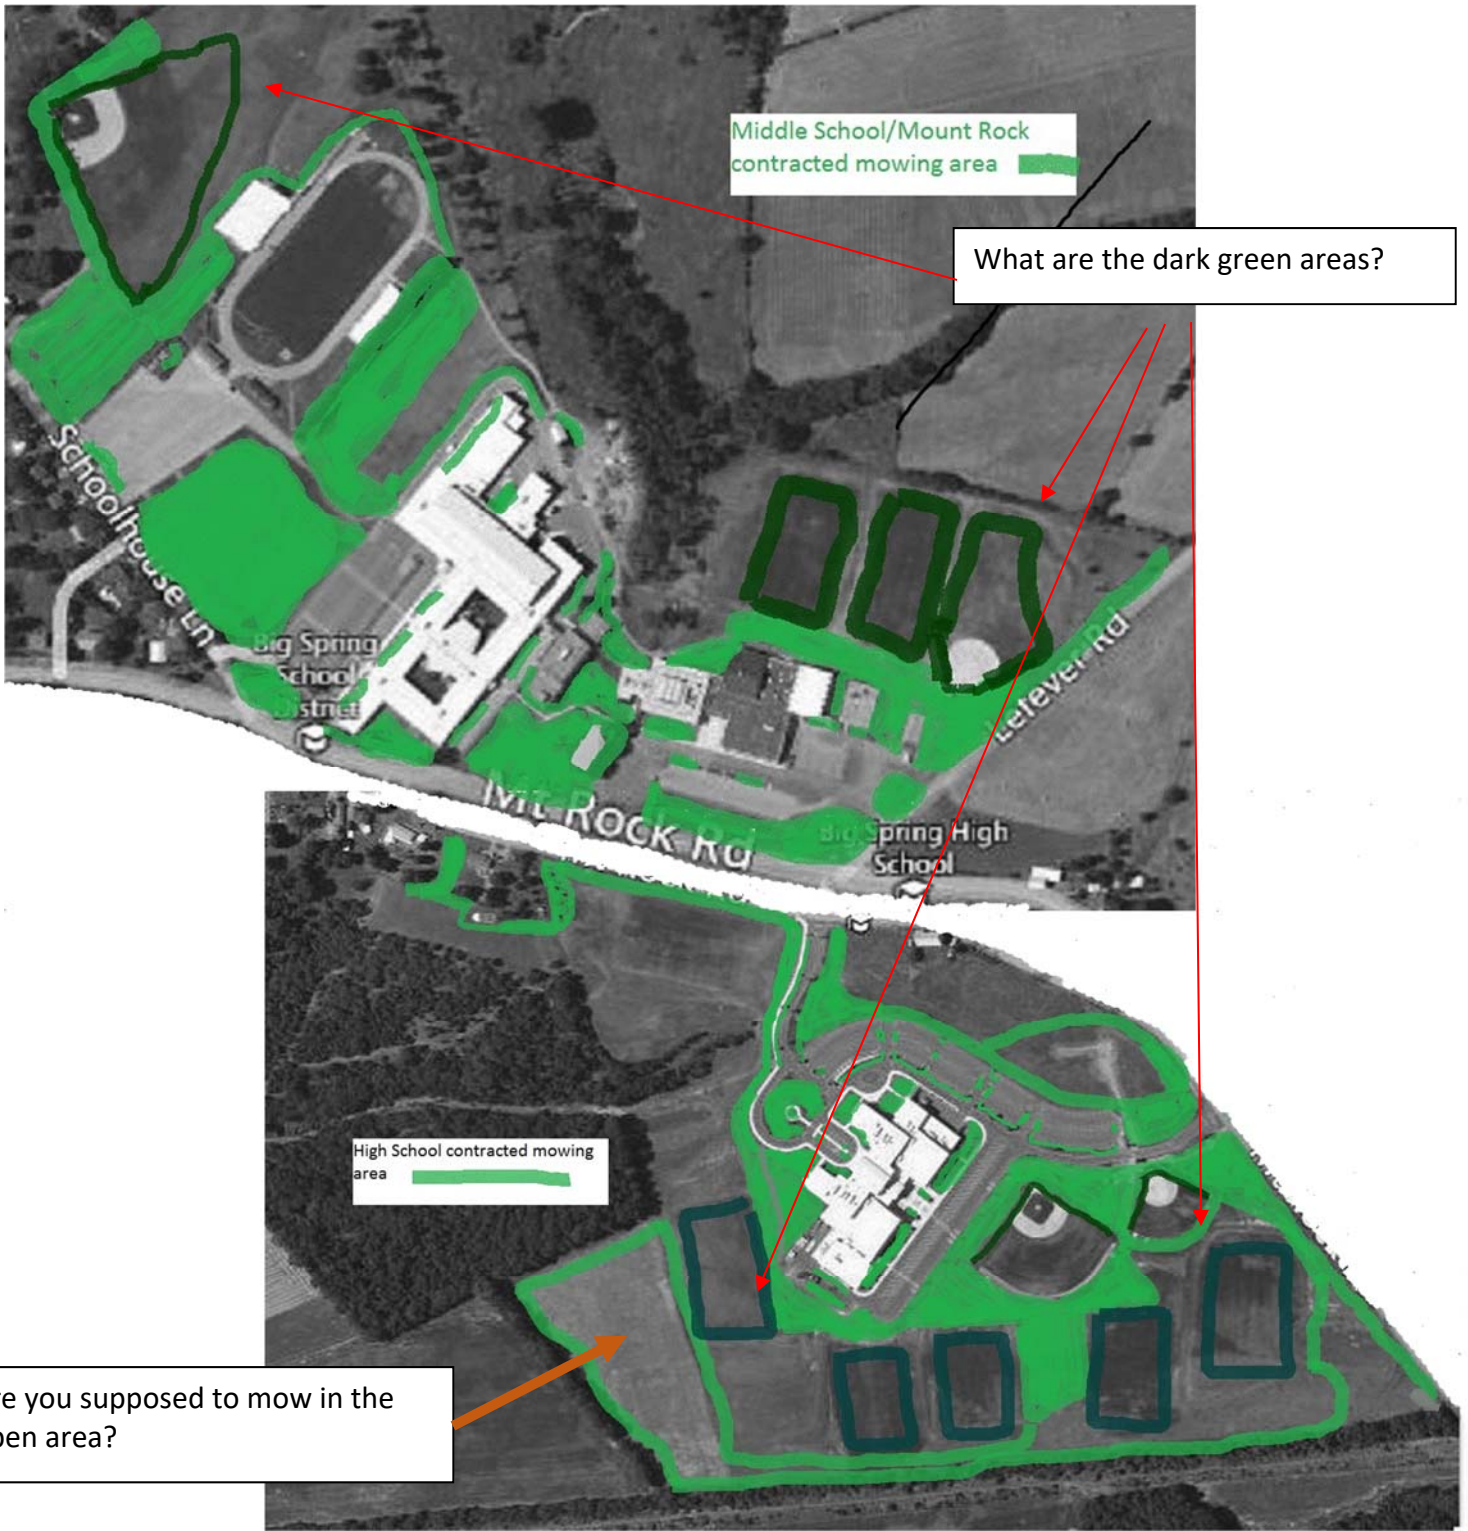 Middle School/Mount Rock
contracted mowing area
What are the dark green areas?
Schoolhouse Ln
Big Spring
School
District
Lefever Rd
Mt Rock Rd
Big Spring High
School
High School contracted mowing
area
re you supposed to mow in the
pen area?